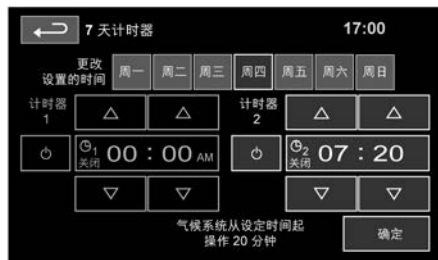 7 天计时器 17:00
更改
设置的时间
周一 周二 周三 周四 周五 周六 周日
计时器
1
计时器
2
1
关闭
00 : 00 AM
2
关闭
07 : 20
气候系统从设定时间起
操作 20 分钟
确定